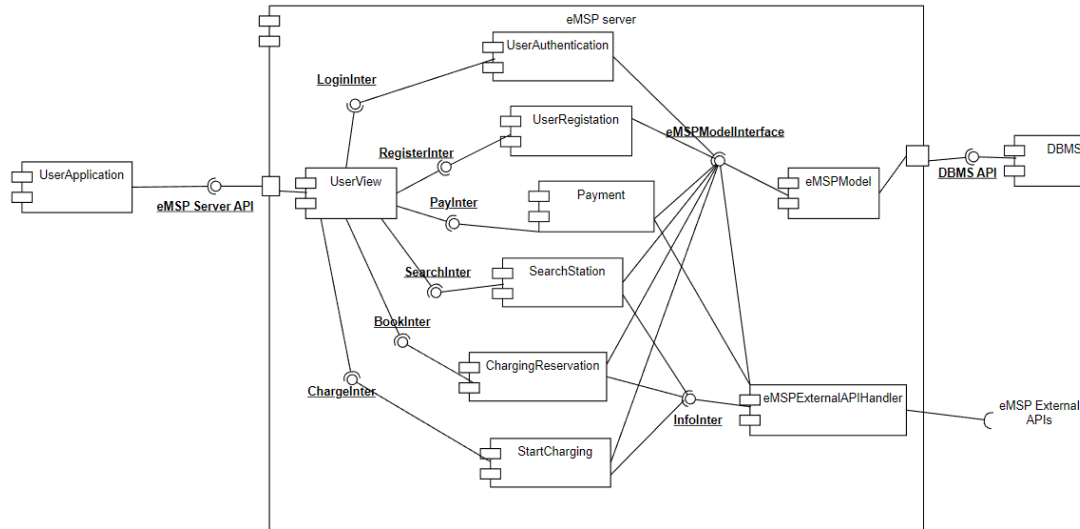 eMSP server
UserAuthentication
LoginInter
UserRegistation
eMSPModelInterface
RegisterInter
DBMS
UserApplication
UserView
eMSPModel
DBMS API
Payment
eMSP Server API
PayInter
SearchStation
SearchInter
BookInter
ChargingReservation
ChargeInter
eMSPExternalAPIHandler
eMSP External
APIs
InfoInter
StartCharging